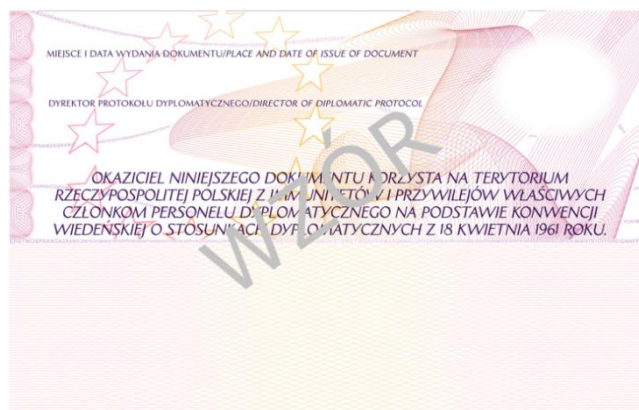 MIEJSCE I DATA WYDANIA DOKUMENTU/PLACE AND DATE OF ISSUE OF DOCUMENT
DYREKTOR PROTOKOŁU DYPLOMATYCZNEGO/DIRECTOR OF DIPLOMATIC PROTOCOL
WZÓR
OKAZICIEL NINIEJSZEGO DOKUMENTU KORZYSTA NA TERYTORIUM
RZECZYPOSPOLITEJ POLSKIEJ Z IMMUNITETÓW I PRZYWILEJÓW WŁAŚCIWYCH
CZŁONKOM PERSONELU DYPLOMATYCZNEGO NA PODSTAWIE KONWENCJI
WIEDEŃSKIEJ O STOSUNKACH DYPLOMATYCZNYCH Z 18 KWIETNIA 1961 ROKU.